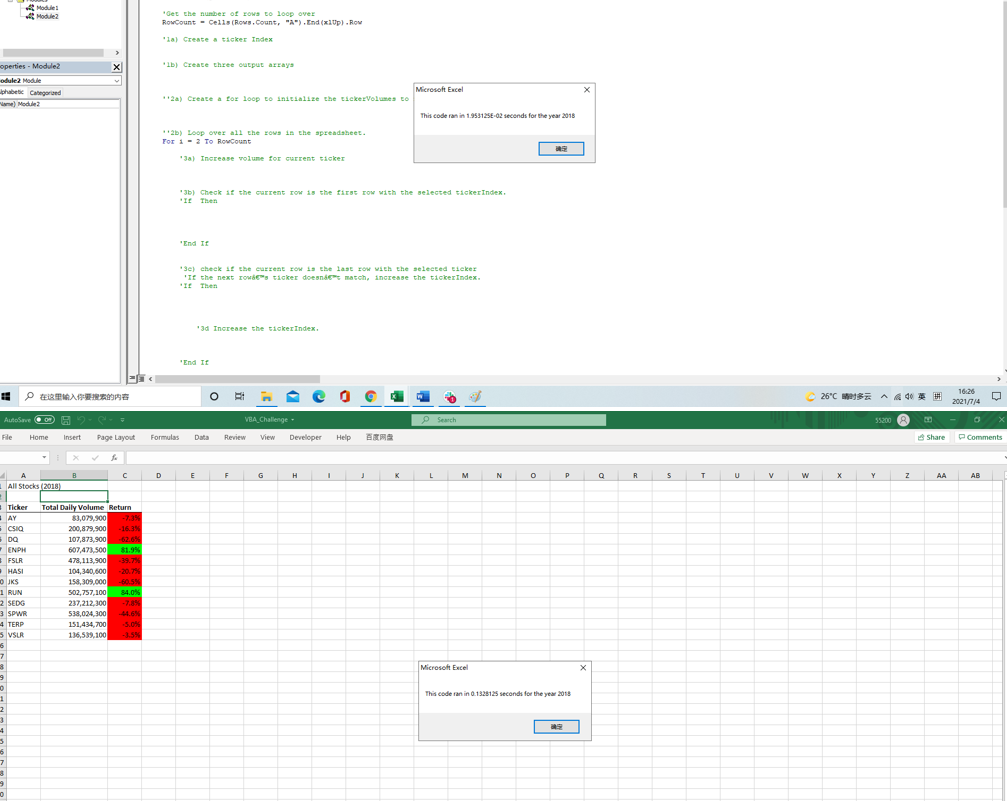 Module1
Module2
operties - Module2
odule2 Module
lphabetic Categorized
Name) Module2
'Get the number of rows to loop over
RowCount = Cells(Rows.Count, "A").End(xlUp).Row
'1a) Create a ticker Index
'1b) Create three output arrays
''2a) Create a for loop to initialize the tickerVolumes to
''2b) Loop over all the rows in the spreadsheet.
For i = 2 To RowCount
'3a) Increase volume for current ticker
'3b) Check if the current row is the first row with the selected tickerIndex.
'If Then
'End If
'3c) check if the current row is the last row with the selected ticker
'If the next rowâ€™s ticker doesnâ€™t match, increase the tickerIndex.
'If Then
'3d Increase the tickerIndex.
'End If
Microsoft Excel
This code ran in 1.953125E-02 seconds for the year 2018
确定
在这里输入你要搜索的内容
26°C 晴时多云
英
拼
16:26
2021/7/4
AutoSave Off
VBA_Challenge
Search
55200
File Home Insert Page Layout Formulas Data Review View Developer Help 百度网盘
Share Comments
fx
A B C D E F G H I J K L M N O P Q R S T U V W X Y Z AA AB
All Stocks (2018)
Ticker Total Daily Volume Return
AY 83,079,900 -7.3%
CSIQ 200,879,900 -16.3%
DQ 107,873,900 -62.6%
ENPH 607,473,500 81.9%
FSLR 478,113,900 -39.7%
HASI 104,340,600 -20.7%
JKS 158,309,000 -60.5%
RUN 502,757,100 84.0%
SEDG 237,212,300 -7.8%
SPWR 538,024,300 -44.6%
TERP 151,434,700 -5.0%
VSLR 136,539,100 -3.5%
Microsoft Excel
This code ran in 0.1328125 seconds for the year 2018
确定